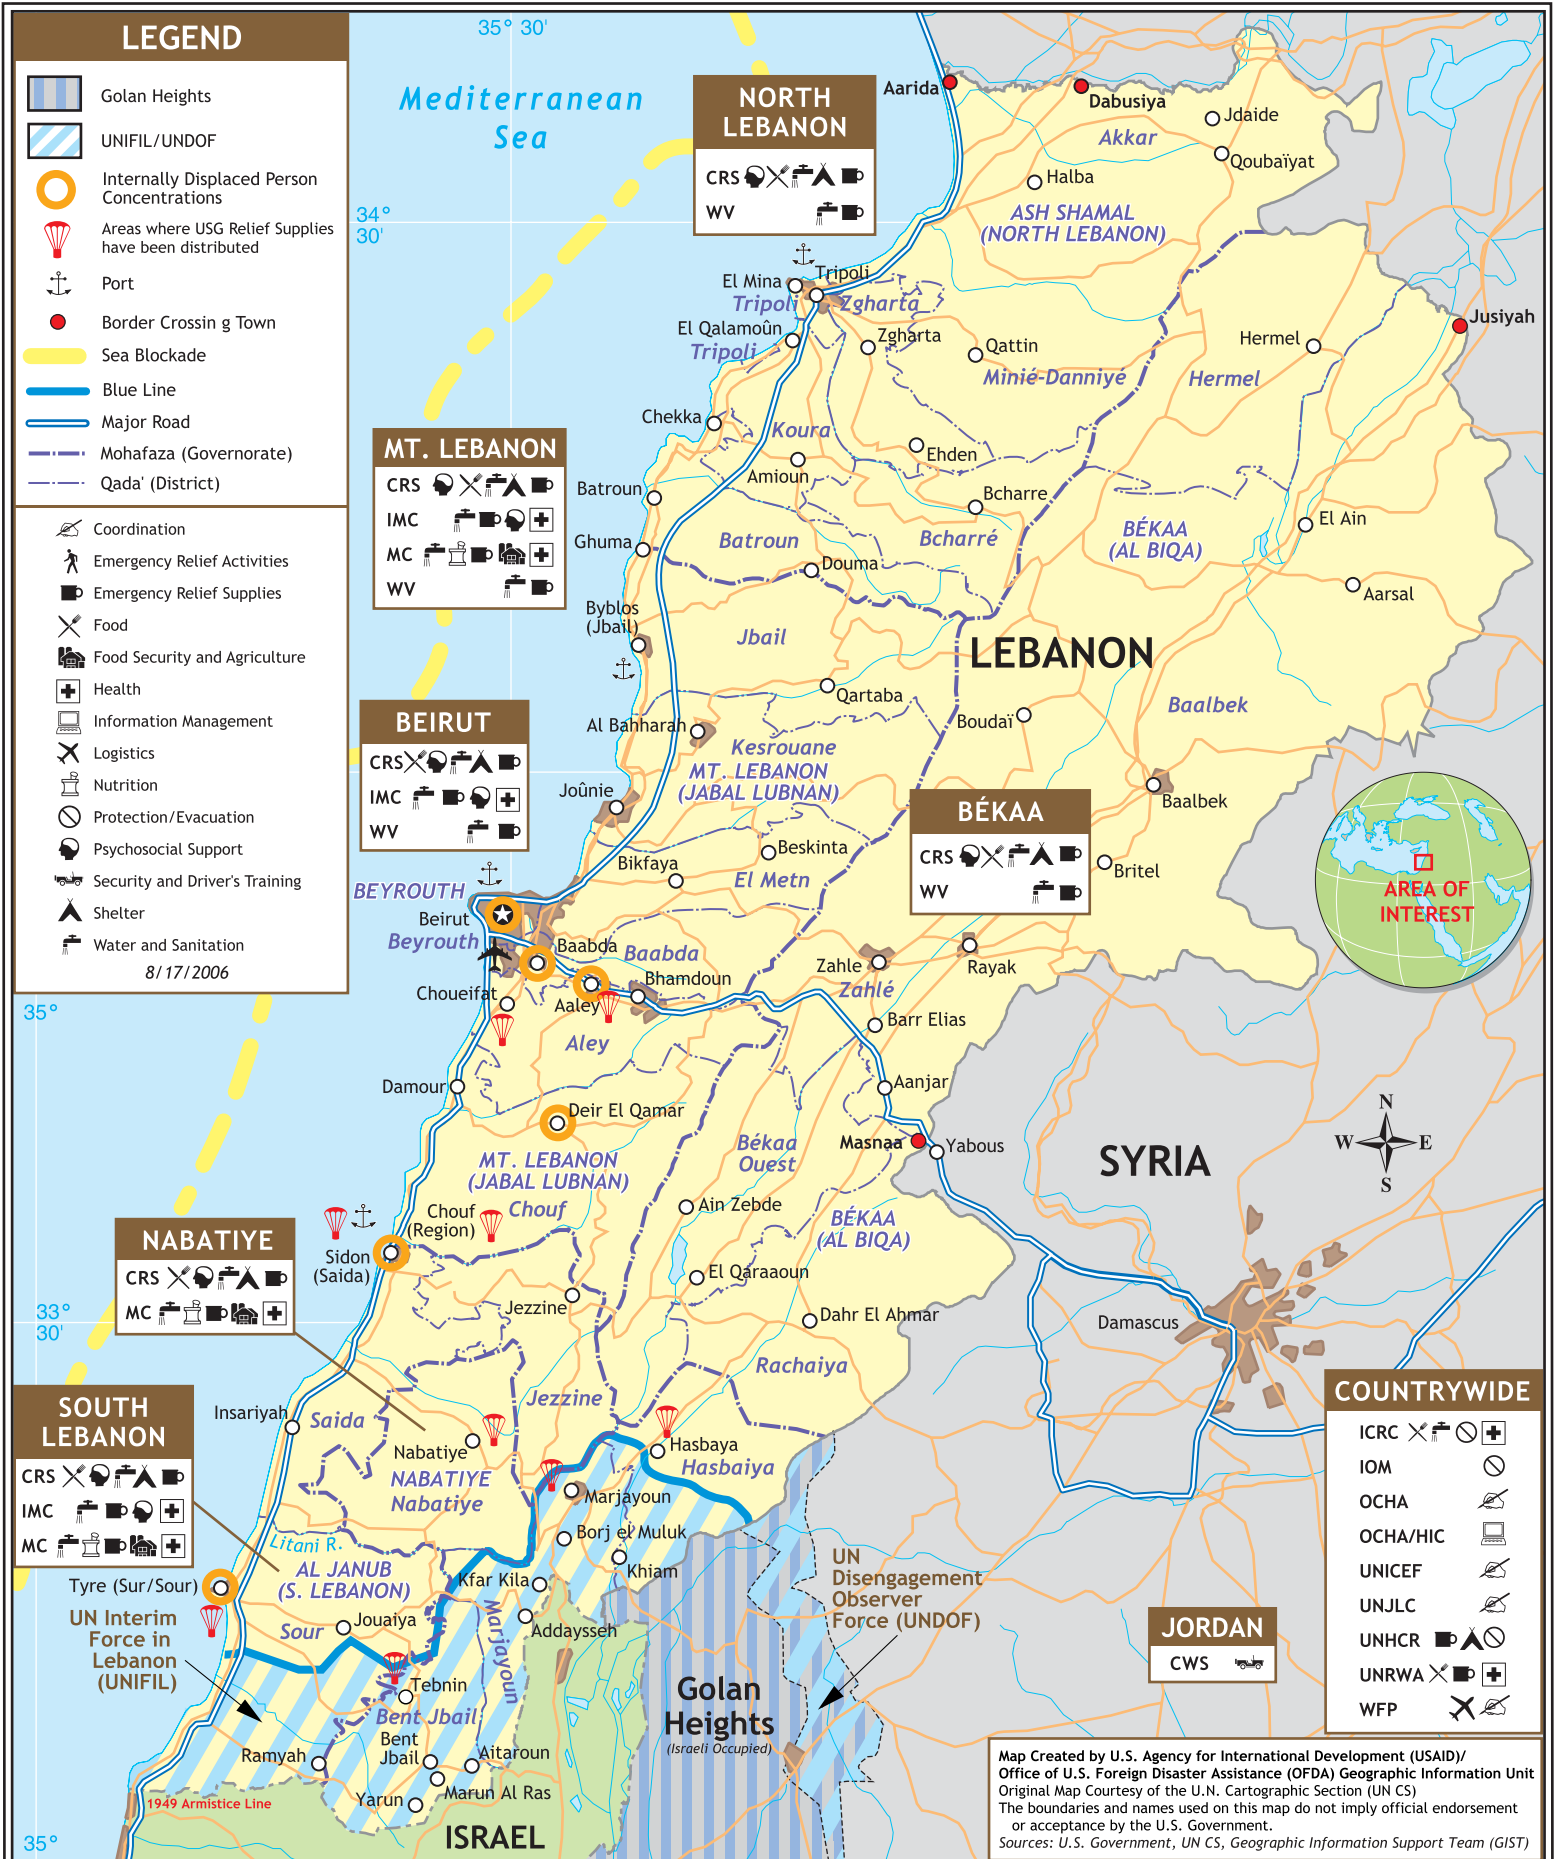 LEGEND
Golan Heights
UNIFIL/UNDOF
Internally Displaced Person
Concentrations
Areas where USG Relief Supplies
have been distributed
Port
Border Crossin g Town
Sea Blockade
Blue Line
Major Road
Mohafaza (Governorate)
Qada' (District)
Coordination
Emergency Relief Activities
Emergency Relief Supplies
Food
Food Security and Agriculture
Health
Information Management
Logistics
Nutrition
Protection/Evacuation
Psychosocial Support
Security and Driver's Training
Shelter
Water and Sanitation
8/17/2006
35° 30'
Mediterranean
Sea
34°
30'
NORTH
LEBANON
CRS
WV
Aarida
Dabusiya
Akkar
Jdaide
Qoubaïyat
Halba
ASH SHAMAL
(NORTH LEBANON)
El Mina
Tripoli
Tripoli
Zgharta
El Qalamoûn
Tripoli
Zgharta
Qattin
Minié-Danniyé
Hermel
Hermel
Jusiyah
Chekka
Koura
Amioun
Ehden
Bcharre
MT. LEBANON
CRS
IMC
MC
WV
Batroun
Ghuma
Batroun
Douma
Bcharré
BÉKAA
(AL BIQA)
El Ain
Aarsal
Byblos
(Jbail)
Jbail
LEBANON
Qartaba
Boudaï
Baalbek
Al Bahharah
Kesrouane
MT. LEBANON
(JABAL LUBNAN)
BEIRUT
CRS
IMC
WV
Joûnie
Baalbek
BÉKAA
CRS
WV
Britel
Beskinta
Bikfaya
El Metn
AREA OF
INTEREST
BEYROUTH
Beirut
Beyrouth
Baabda
Baabda
Bhamdoun
Zahle
Zahlé
Rayak
Choueifat
Aaley
35°
Barr Elias
Aley
Damour
Aanjar
Deir El Qamar
Masnaa
Yabous
Békaa
Ouest
SYRIA
N
W
E
S
MT. LEBANON
(JABAL LUBNAN)
Chouf
Chouf
(Region)
Ain Zebde
BÉKAA
(AL BIQA)
NABATIYE
CRS
MC
Sidon
(Saida)
El Qaraaoun
Jezzine
Dahr El Ahmar
Damascus
33°
30'
Rachaiya
Jezzine
SOUTH
LEBANON
CRS
IMC
MC
Insariyah
Saida
Nabatiye
NABATIYE
Nabatiye
Hasbaya
Hasbaiya
Marjayoun
Borj el Muluk
Khiam
Litani R.
AL JANUB
(S. LEBANON)
Kfar Kila
Addaysseh
Marjayoun
Tyre (Sur/Sour)
Jouaiya
Sour
UN Interim
Force in
Lebanon
(UNIFIL)
Tebnin
Bent Jbail
Bent
Jbail
Aitaroun
Marun Al Ras
Ramyah
Yarun
1949 Armistice Line
ISRAEL
35°
Golan
Heights
(Israeli Occupied)
UN
Disengagement
Observer
Force (UNDOF)
JORDAN
CWS
COUNTRYWIDE
ICRC
IOM
OCHA
OCHA/HIC
UNICEF
UNJLC
UNHCR
UNRWA
WFP
Map Created by U.S. Agency for International Development (USAID)/
Office of U.S. Foreign Disaster Assistance (OFDA) Geographic Information Unit
Original Map Courtesy of the U.N. Cartographic Section (UN CS)
The boundaries and names used on this map do not imply official endorsement
or acceptance by the U.S. Government.
Sources: U.S. Government, UN CS, Geographic Information Support Team (GIST)